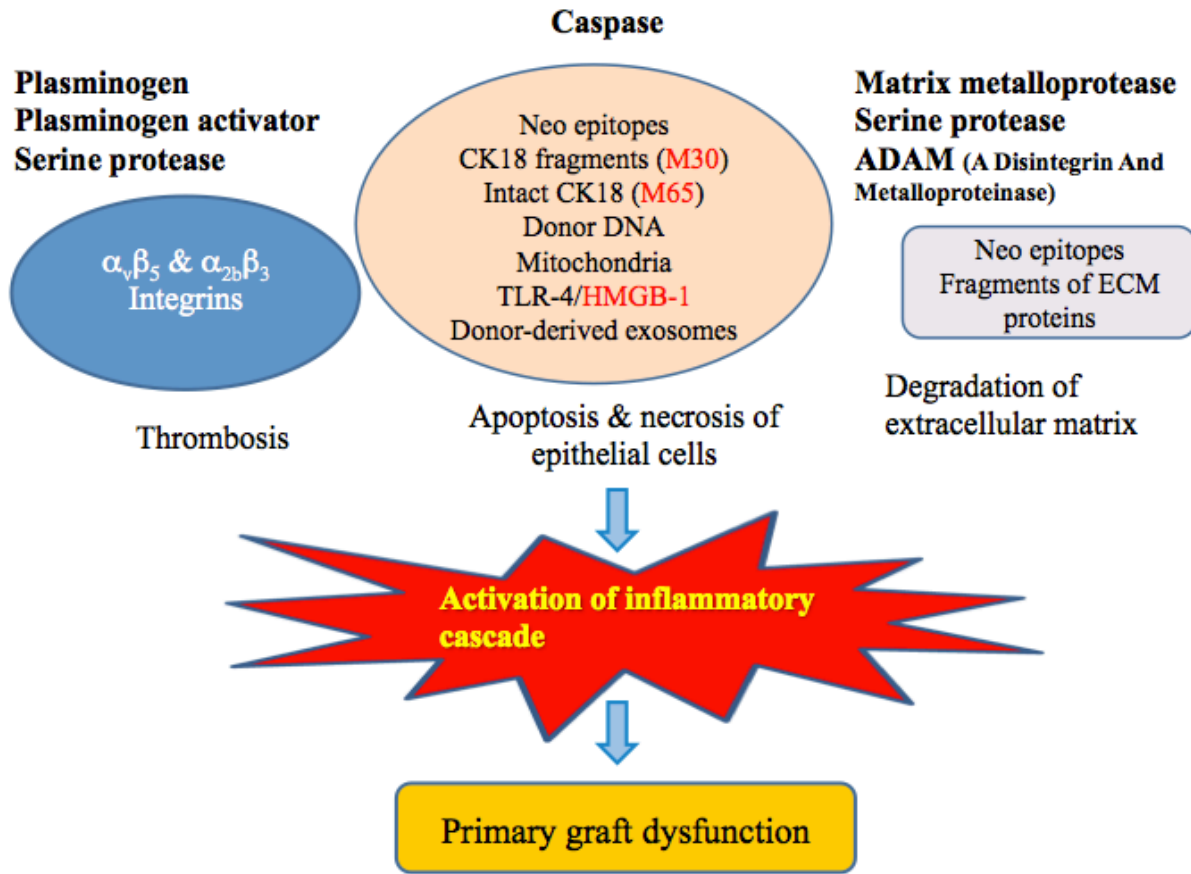 Caspase
Plasminogen
Plasminogen activator
Serine protease
α_vβ_5 & α_2bβ_3
Integrins
Thrombosis
Neo epitopes
CK18 fragments (M30)
Intact CK18 (M65)
Donor DNA
Mitochondria
TLR-4/HMGB-1
Donor-derived exosomes
Apoptosis & necrosis of
epithelial cells
Matrix metalloprotease
Serine protease
ADAM (A Disintegrin And
Metalloproteinase)
Neo epitopes
Fragments of ECM
proteins
Degradation of
extracellular matrix
Activation of inflammatory
cascade
Primary graft dysfunction